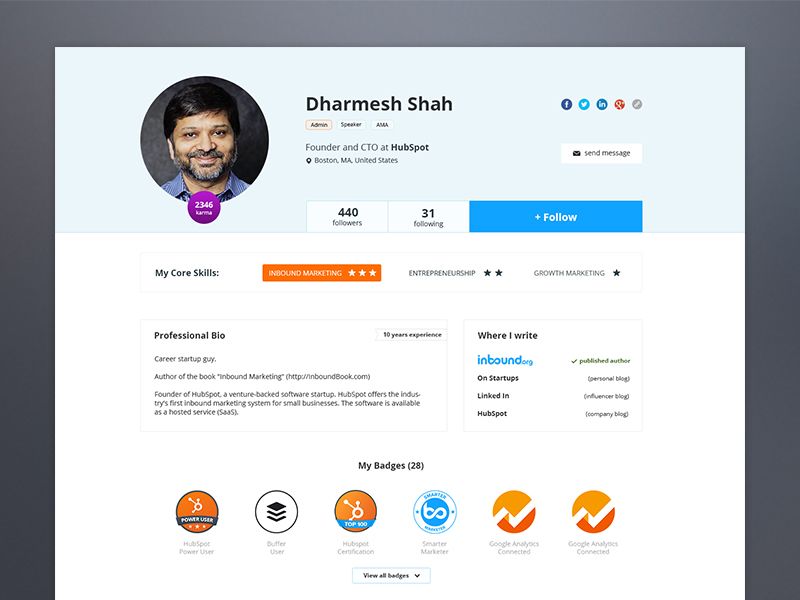 Dharmesh Shah
Admin Speaker AMA
Founder and CTO at HubSpot
Boston, MA, United States
send message
2346
karma
440
followers
31
following
+ Follow
My Core Skills:
INBOUND MARKETING
ENTREPRENEURSHIP
GROWTH MARKETING
Professional Bio
10 years experience
Career startup guy.
Author of the book "Inbound Marketing" (http://InboundBook.com)
Founder of HubSpot, a venture-backed software startup. HubSpot offers the indus-
try's first inbound marketing system for small businesses. The software is available
as a hosted service (SaaS).
Where I write
inbound.org published author
On Startups (personal blog)
Linked In (influencer blog)
HubSpot (company blog)
My Badges (28)
POWER USER
HubSpot
Power User
Buffer
User
TOP 100
Hubspot
Certification
SMARTER
MARKETER
Smarter
Marketer
Google Analytics
Connected
Google Analytics
Connected
View all badges